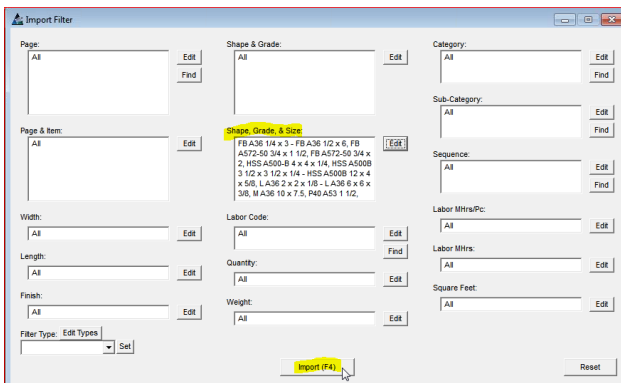 Import Filter
Page:
All
Edit
Find
Page & Item:
All
Edit
Width:
All
Edit
Length:
All
Edit
Finish:
All
Edit
Filter Type:
Edit Types
Set
Shape & Grade:
All
Edit
Shape, Grade, & Size:
FB A36 1/4 x 3 - FB A36 1/2 x 6, FB
A572-50 3/4 x 1 1/2, FB A572-50 3/4 x
2, HSS A500-B 4 x 4 x 1/4, HSS A500B
3 1/2 x 3 1/2 x 1/4 - HSS A500B 12 x 4
x 5/8, L A36 2 x 2 x 1/8 - L A36 6 x 6 x
3/8, M A36 10 x 7.5, P40 A53 1 1/2,
Edit
Labor Code:
All
Edit
Find
Quantity:
All
Edit
Weight:
All
Edit
Category:
All
Edit
Find
Sub-Category:
All
Edit
Find
Sequence:
All
Edit
Find
Labor MHrs/Pc:
All
Edit
Labor MHrs:
All
Edit
Square Feet:
All
Edit
Import (F4)
Reset